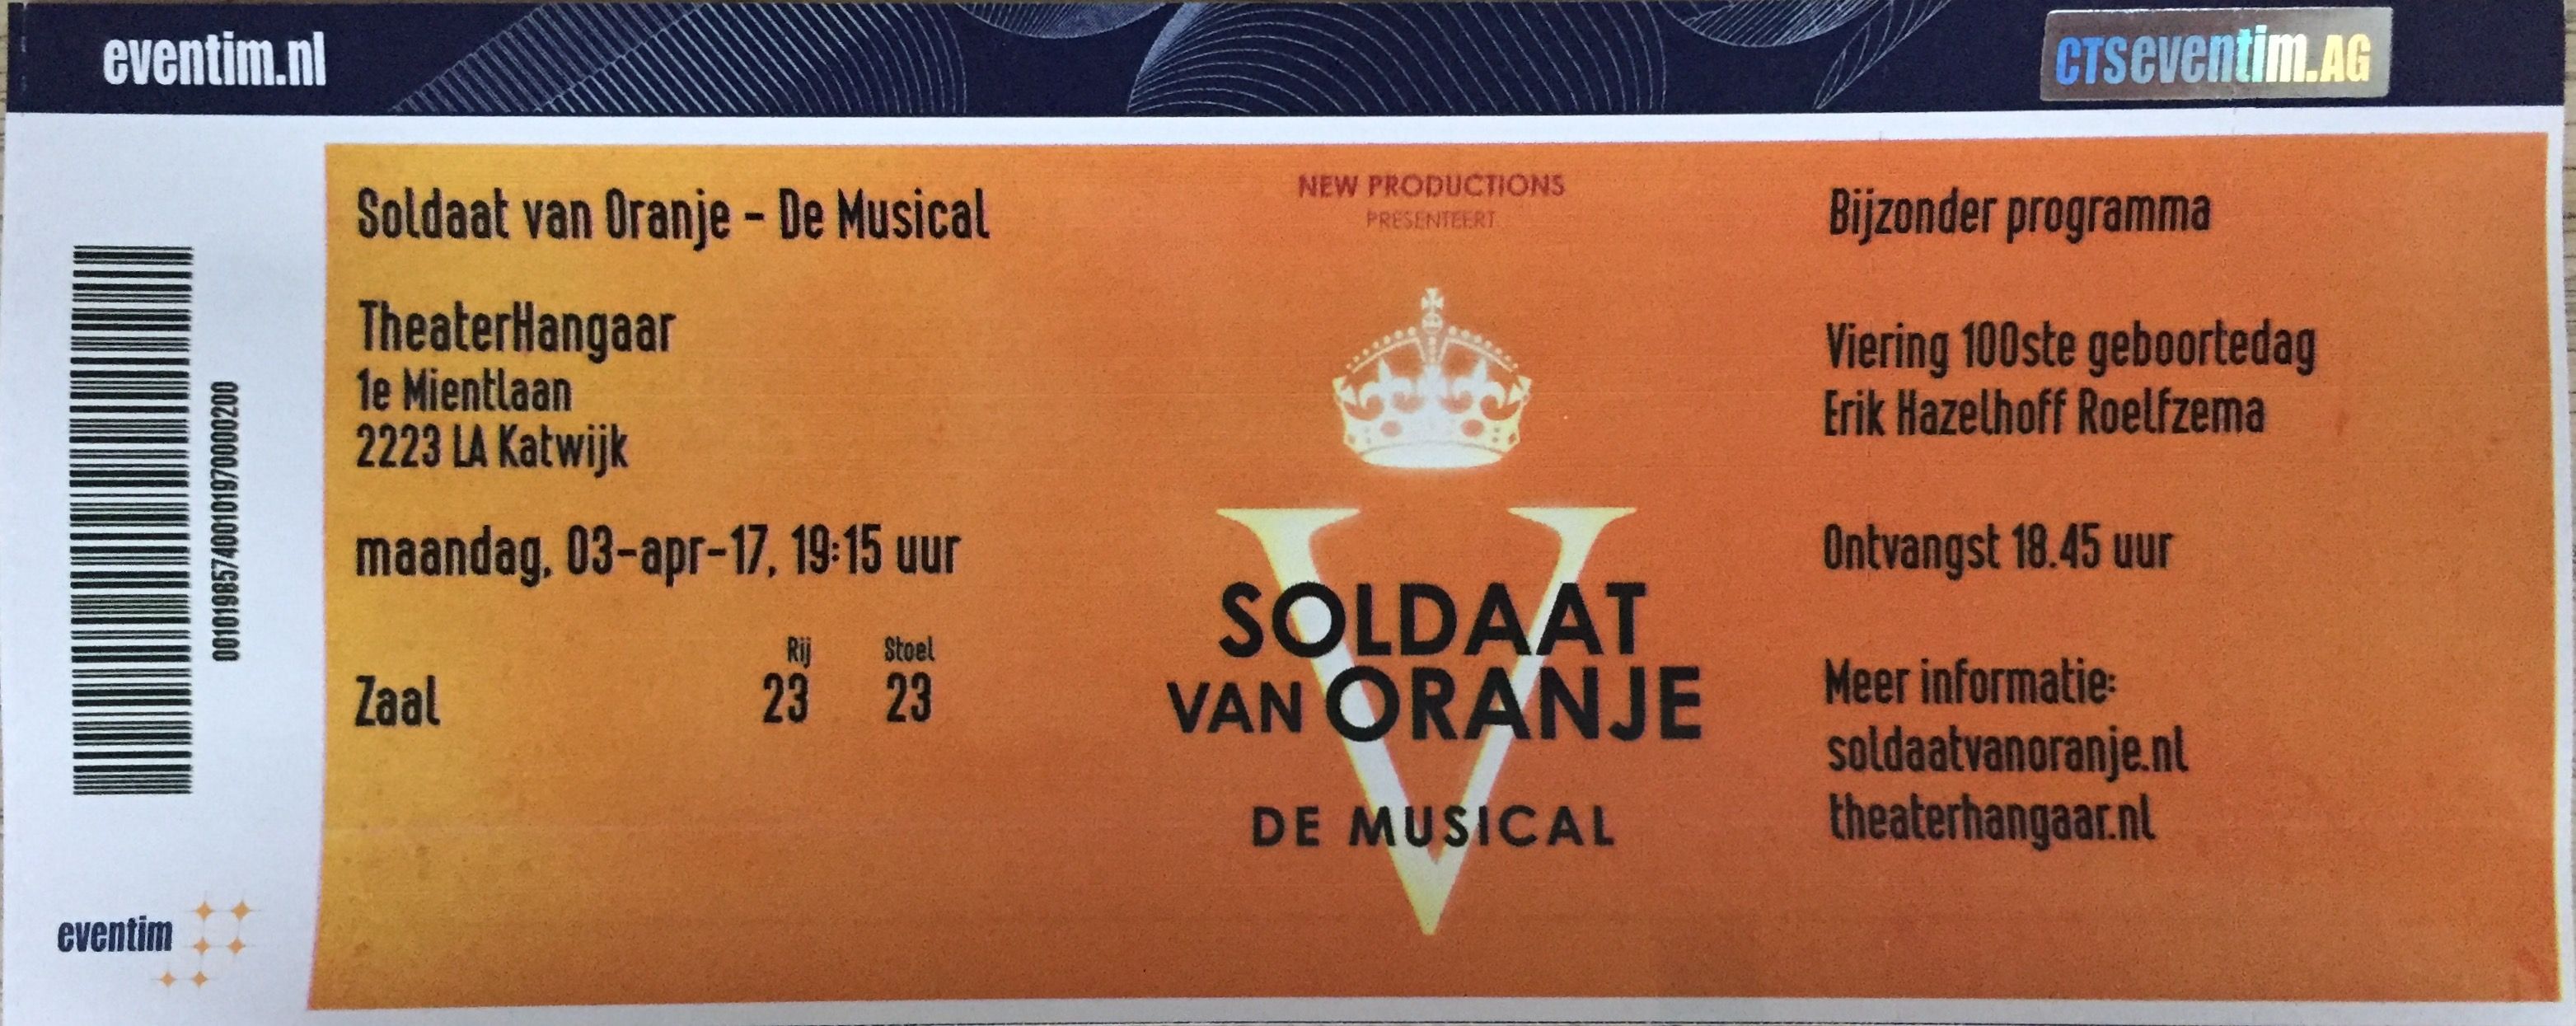 eventim.nl
CTSeventim.AG
00101985740010197000​0200
Soldaat van Oranje - De Musical
TheaterHangaar
1e Mientlaan
2223 LA Katwijk
maandag, 03-apr-17, 19:15 uur
Rij Stoel
Zaal 23 23
NEW PRODUCTIONS
PRESENTEERT
V
SOLDAAT
VAN ORANJE
DE MUSICAL
Bijzonder programma
Viering 100ste geboortedag
Erik Hazelhoff Roelfzema
Ontvangst 18.45 uur
Meer informatie:
soldaatvanoranje.nl
theaterhangaar.nl
eventim